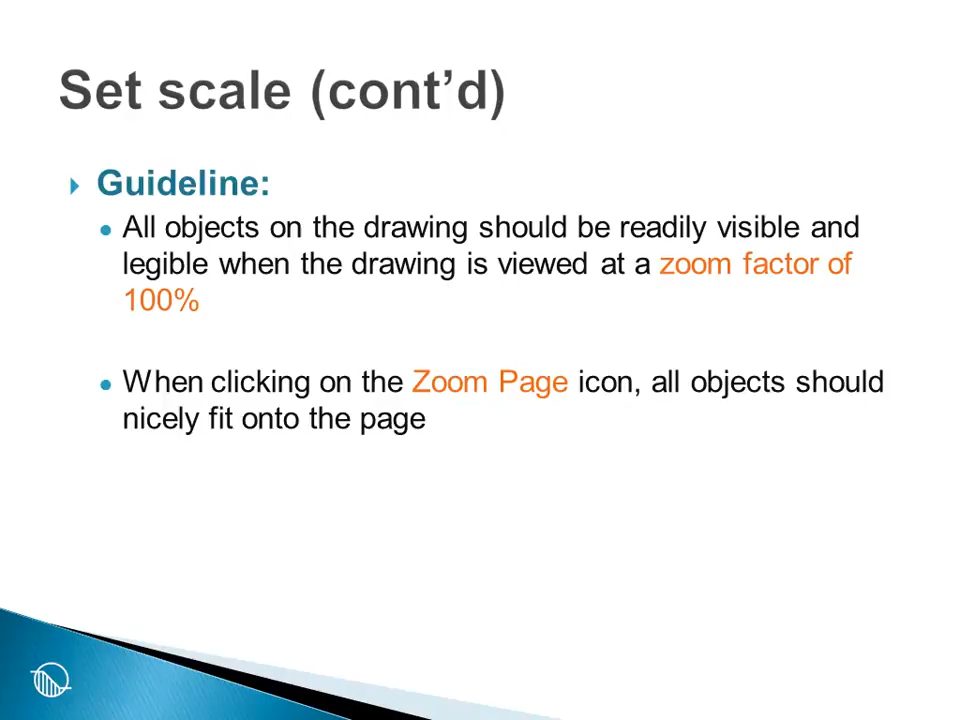 Set scale (cont’d)
Guideline:
All objects on the drawing should be readily visible and
legible when the drawing is viewed at a zoom factor of
100%
When clicking on the Zoom Page icon, all objects should
nicely fit onto the page